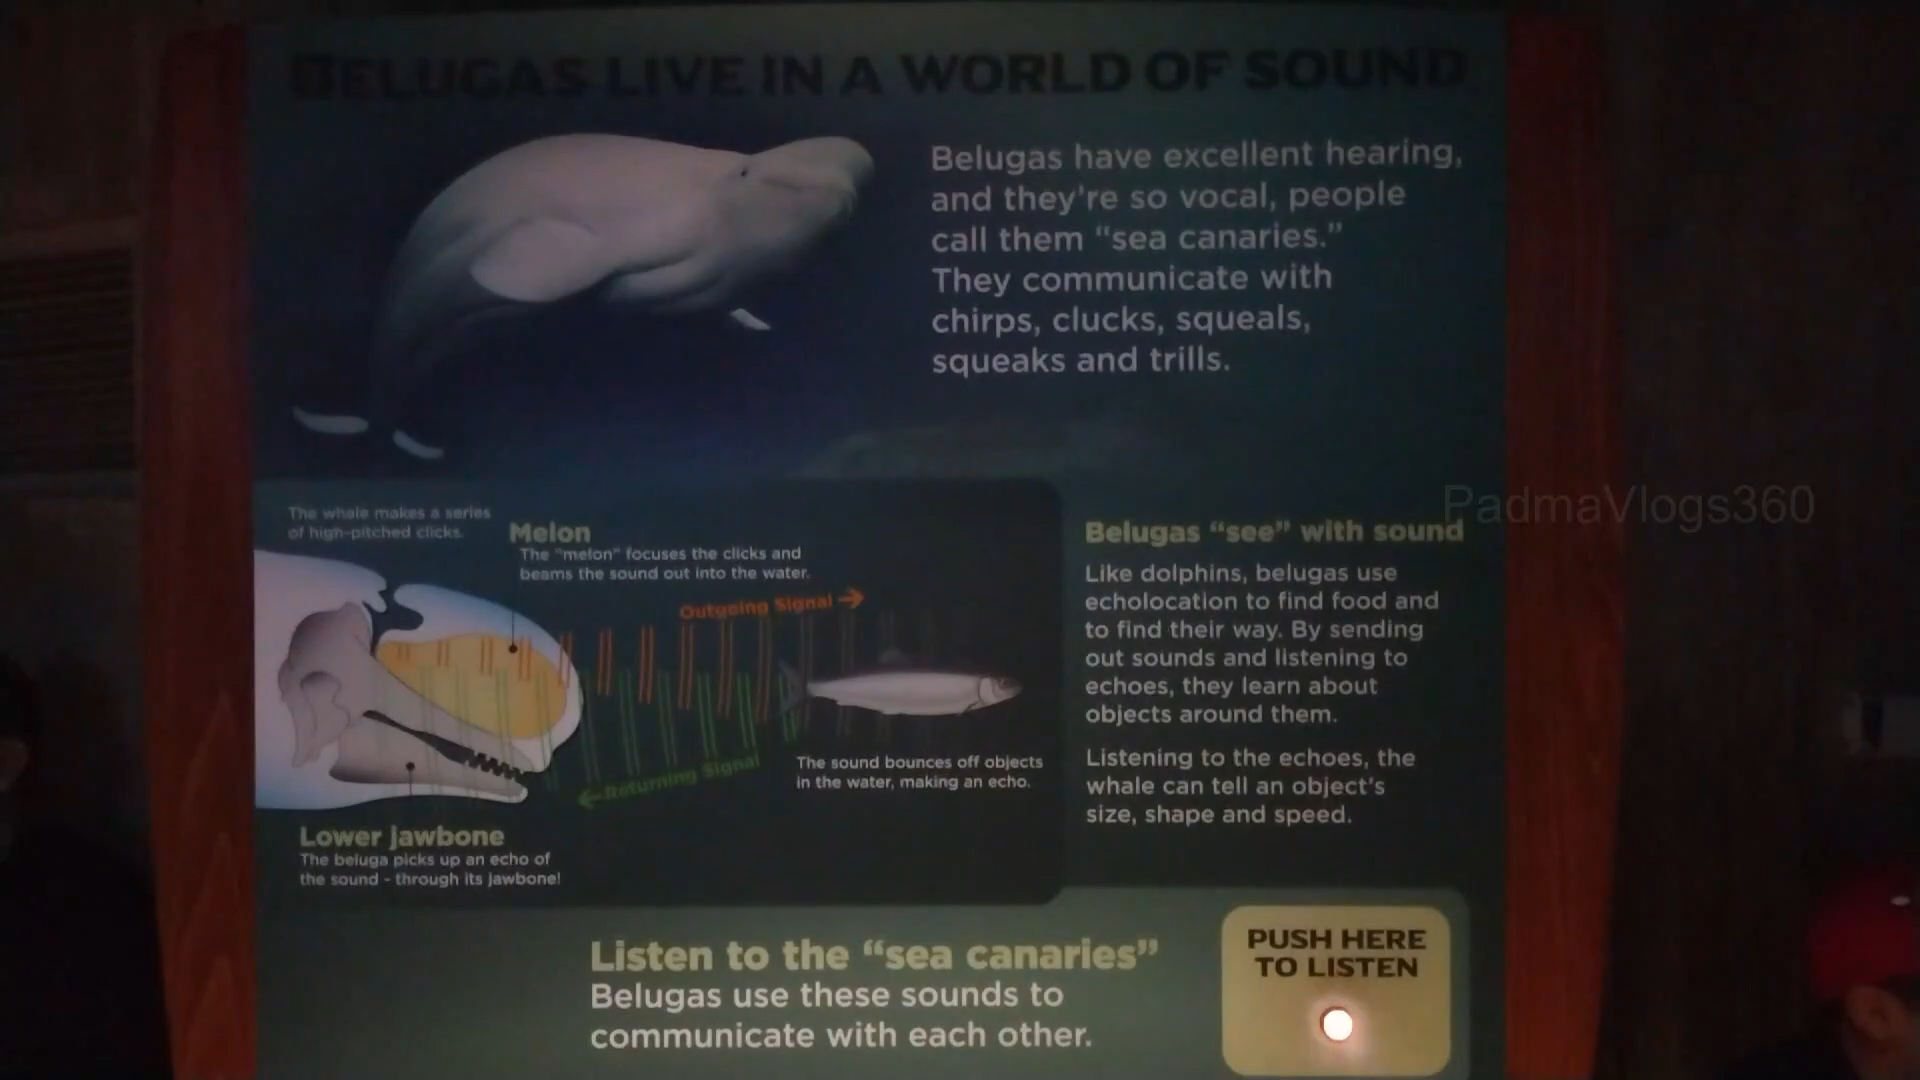 BELUGAS LIVE IN A WORLD OF SOUND
Belugas have excellent hearing,
and they're so vocal, people
call them “sea canaries.”
They communicate with
chirps, clucks, squeals,
squeaks and trills.
The whale makes a series
of high-pitched clicks.
Melon
The “melon” focuses the clicks and
beams the sound out into the water.
Outgoing Signal →
The sound bounces off objects
in the water, making an echo.
←Returning Signal
Lower jawbone
The beluga picks up an echo of
the sound - through its jawbone!
PadmaVlogs360
Belugas “see” with sound
Like dolphins, belugas use
echolocation to find food and
to find their way. By sending
out sounds and listening to
echoes, they learn about
objects around them.
Listening to the echoes, the
whale can tell an object's
size, shape and speed.
Listen to the “sea canaries”
Belugas use these sounds to
communicate with each other.
PUSH HERE
TO LISTEN